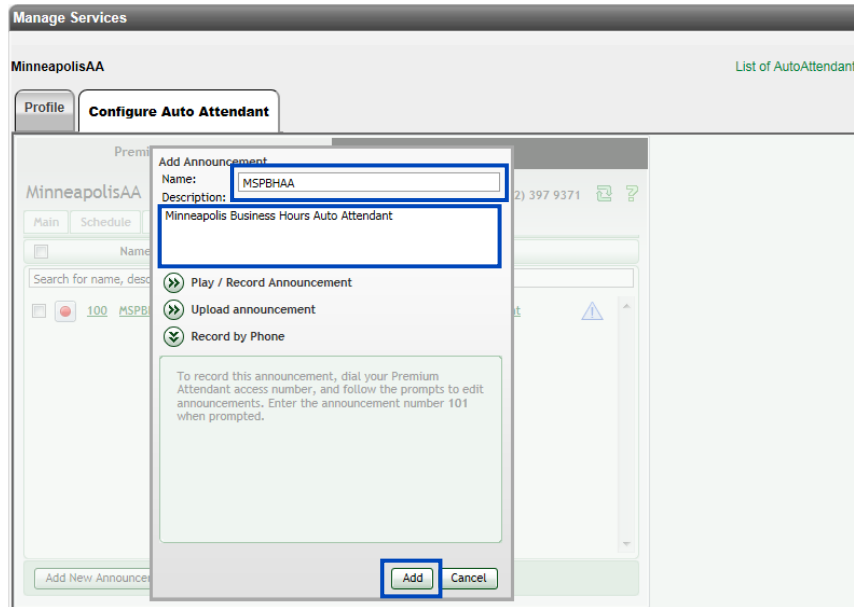 Manage Services
MinneapolisAA
List of AutoAttendant
Profile
Configure Auto Attendant
Add Announcement
Name:
MSPBHAA
MinneapolisAA
2) 397 9371
?
Description:
Minneapolis Business Hours Auto Attendant
Main
Schedule
Name
Search for name, desc
Play / Record Announcement
100
Upload announcement
Record by Phone
To record this announcement, dial your Premium
Attendant access number, and follow the prompts to edit
announcements. Enter the announcement number 101
when prompted.
Add New
Add
Cancel